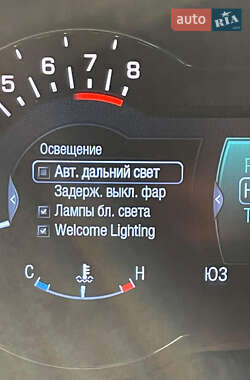 AUTO RIA .com
5 6 7 8
Освещение
Авт. дальний свет
Задерж. выкл. фар
Лампы бл. света
Welcome Lighting
C H ЮЗ